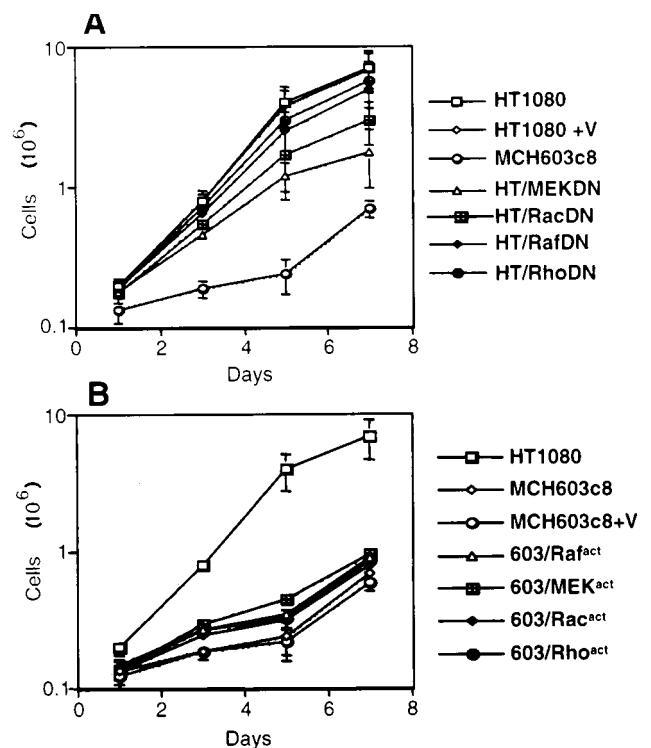 A
10
1
0.1
Cells (10⁶)
0 2 4 6 8
Days
HT1080
HT1080 +V
MCH603c8
HT/MEKDN
HT/RacDN
HT/RafDN
HT/RhoDN
B
10
1
0.1
Cells (10⁶)
0 2 4 6 8
Days
HT1080
MCH603c8
MCH603c8+V
603/Rafᵃᶜᵗ
603/MEKᵃᶜᵗ
603/Racᵃᶜᵗ
603/Rhoᵃᶜᵗ